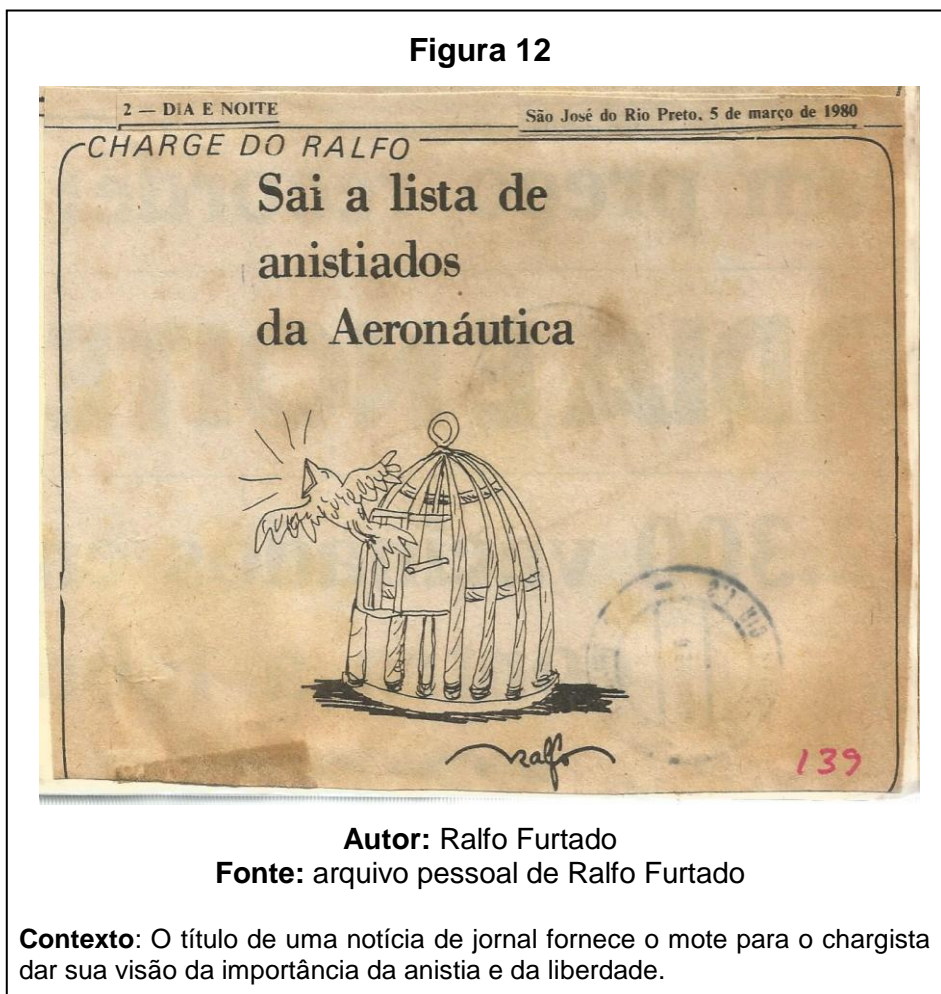 Figura 12
2 — DIA E NOITE
São José do Rio Preto, 5 de março de 1980
CHARGE DO RALFO
Sai a lista de
anistiados
da Aeronáutica
Ralfo
139
Autor: Ralfo Furtado
Fonte: arquivo pessoal de Ralfo Furtado
Contexto: O título de uma notícia de jornal fornece o mote para o chargista
dar sua visão da importância da anistia e da liberdade.